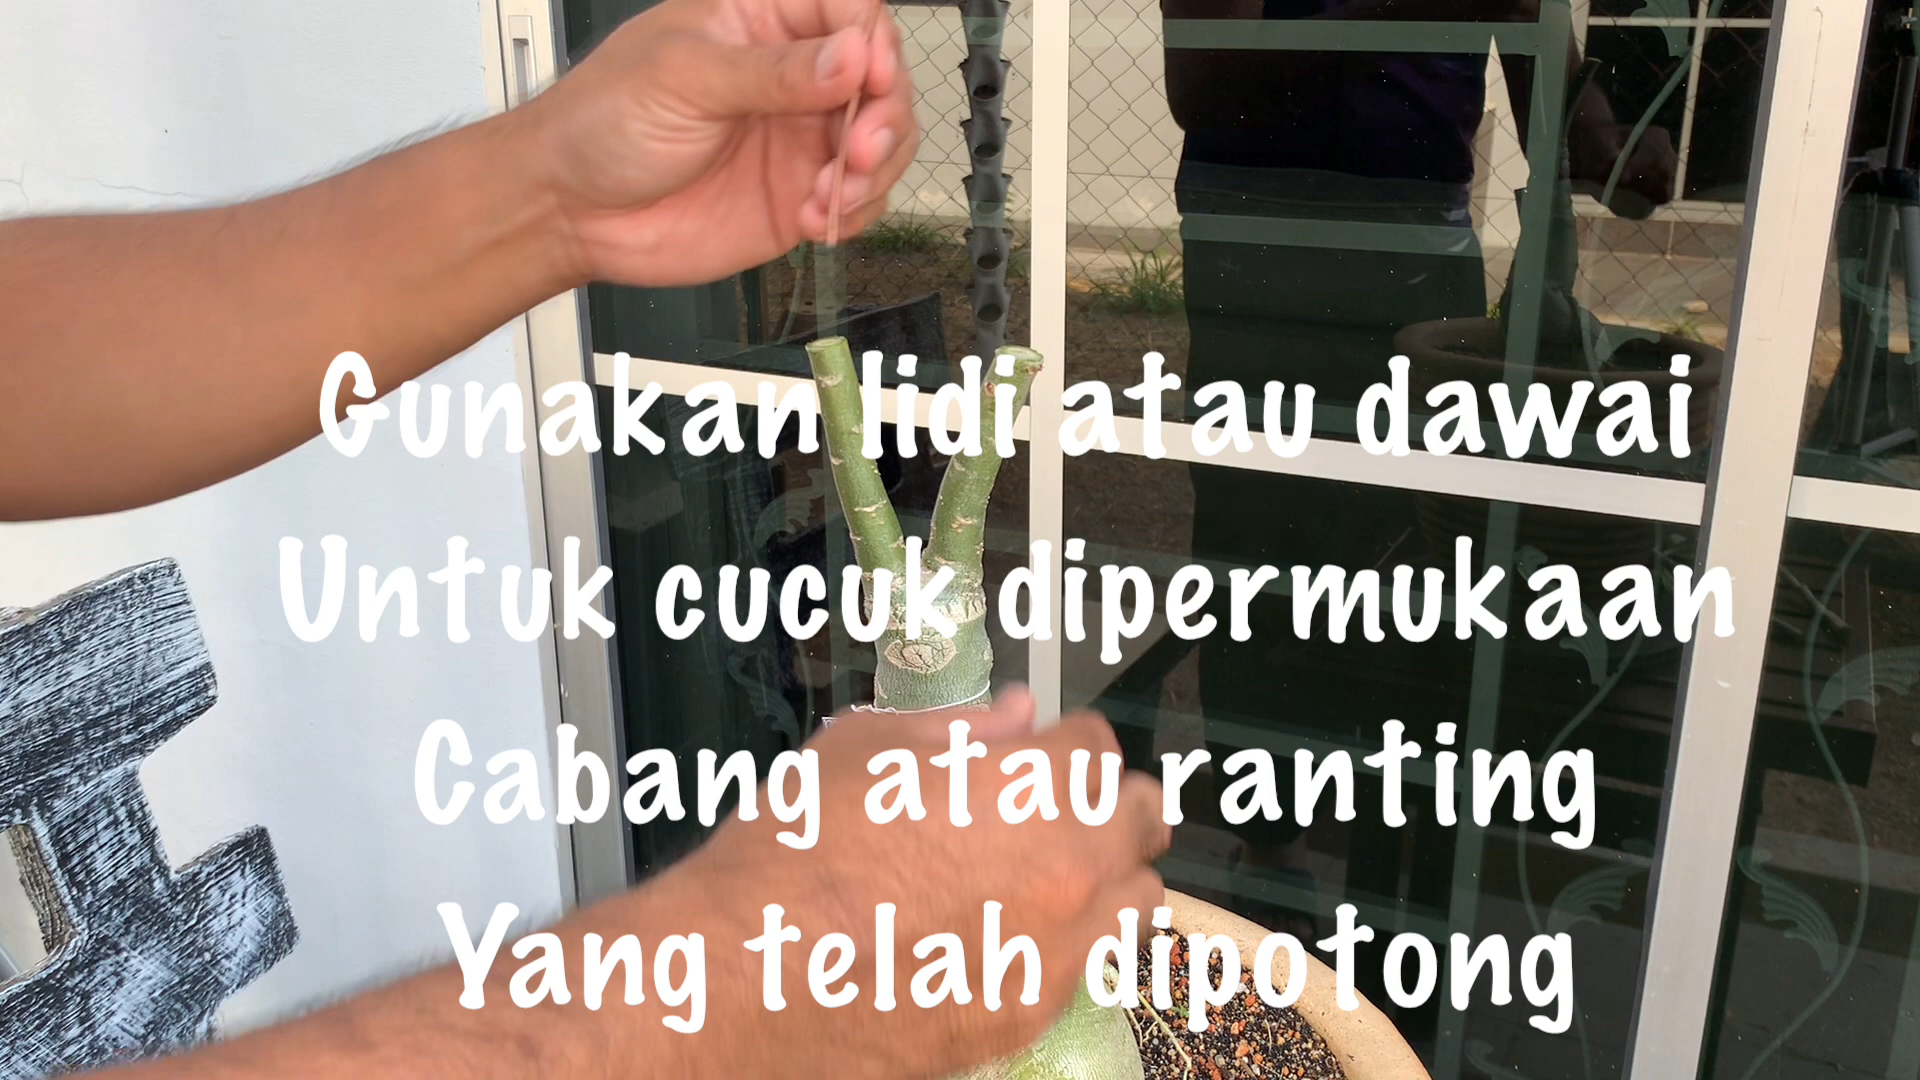 Gunakan lidi atau dawai
Untuk cucuk dipermukaan
Cabang atau ranting
Yang telah dipotong